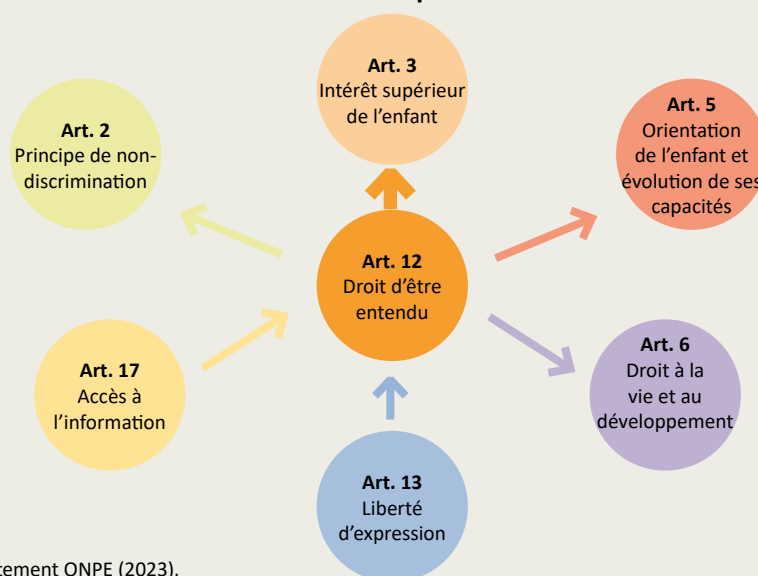 Art. 3
Intérêt supérieur
de l'enfant
Art. 2
Principe de non-
discrimination
Art. 5
Orientation
de l'enfant et
évolution de ses
capacités
Art. 12
Droit d'être
entendu
Art. 17
Accès à
l'information
Art. 6
Droit à la
vie et au
développement
Art. 13
Liberté
d'expression
tement ONPE (2023).